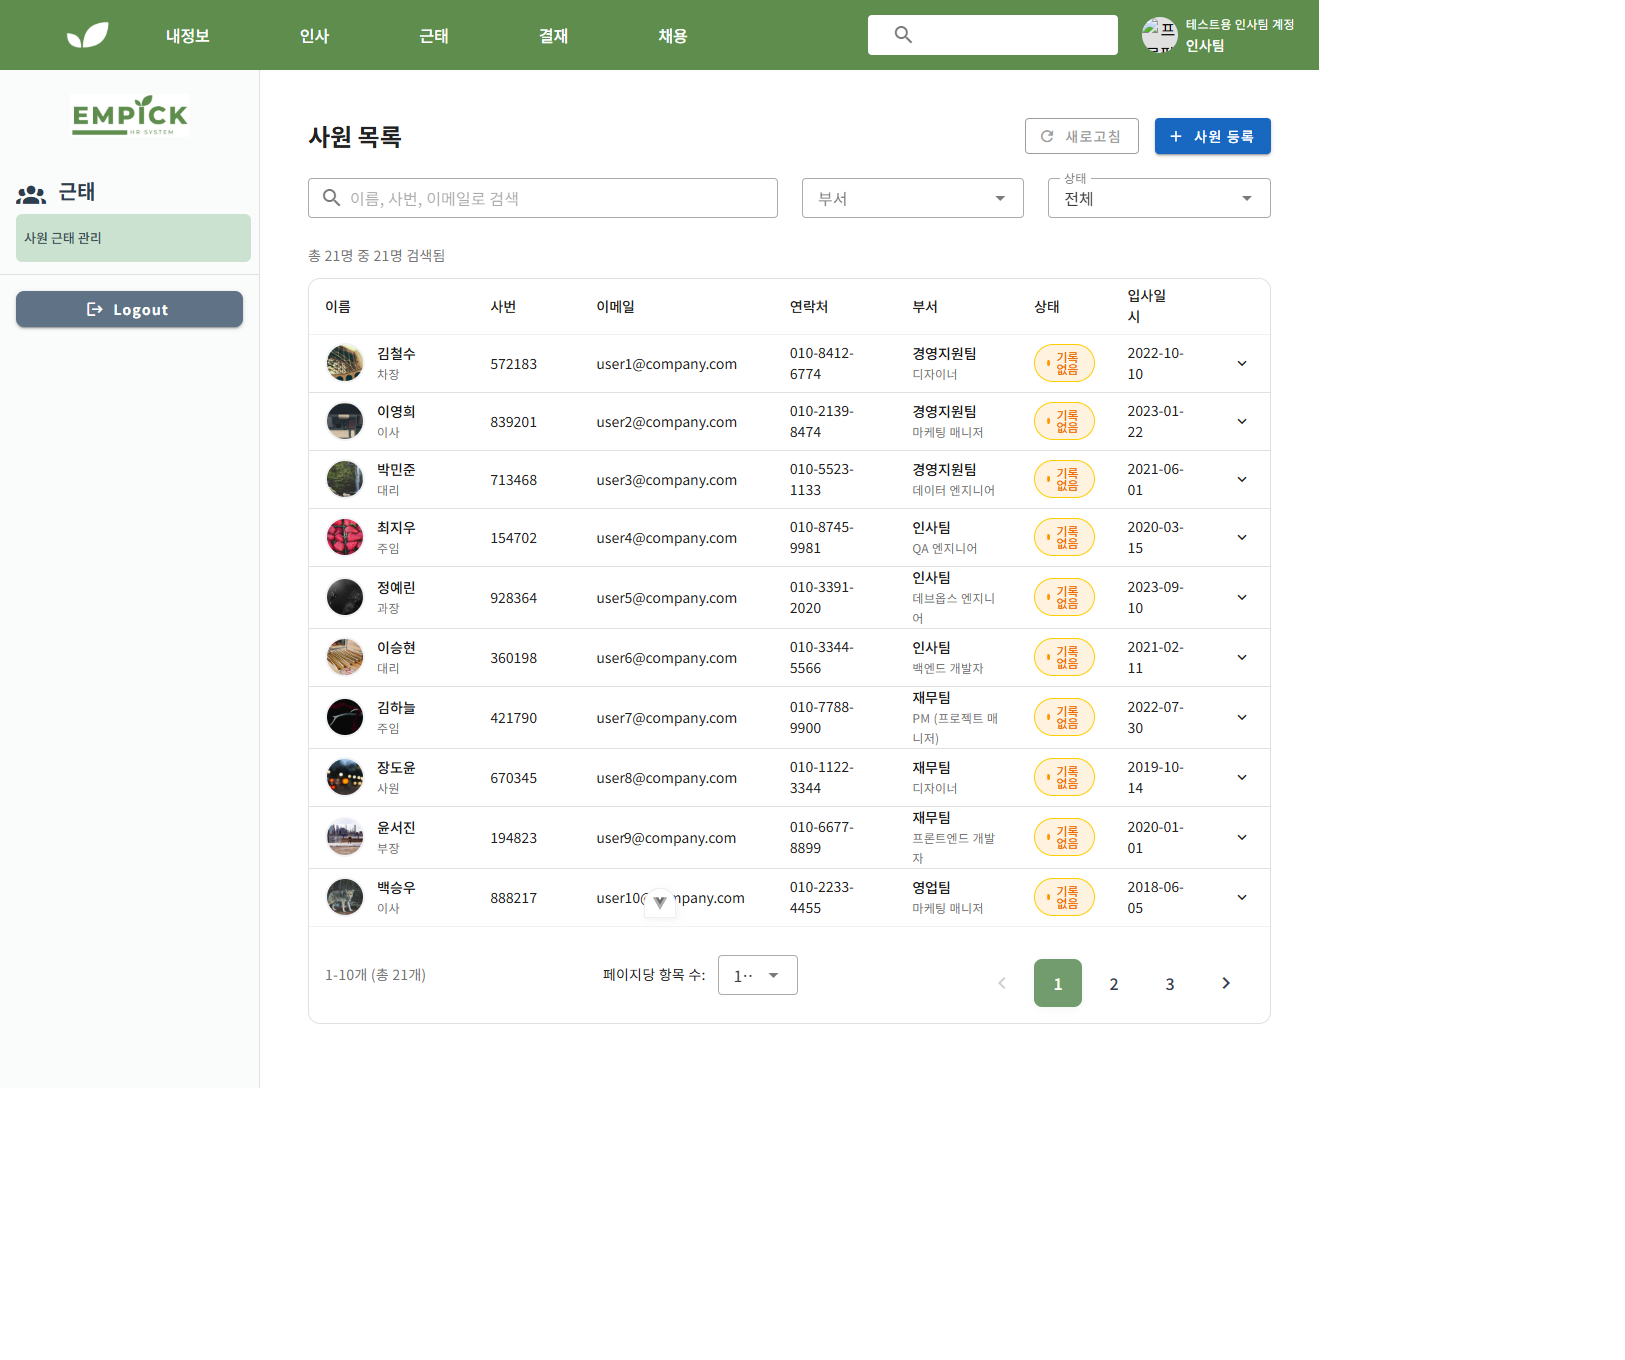 내정보 인사 근태 결재 채용
테스트용 인사팀 계정
인사팀
EMPICK
HR SYSTEM
근태
사원 근태 관리
Logout
사원 목록
새로고침
+ 사원 등록
이름, 사번, 이메일로 검색
부서
상태
전체
총 21명 중 21명 검색됨
이름 사번 이메일 연락처 부서 상태 입사일
시
김철수 572183 user1@company.com 010-8412- 경영지원팀 기록 2022-10-
차장 6774 디자이너 없음 10
이영희 839201 user2@company.com 010-2139- 경영지원팀 기록 2023-01-
이사 8474 마케팅 매니저 없음 22
박민준 713468 user3@company.com 010-5523- 경영지원팀 기록 2021-06-
대리 1133 데이터 엔지니어 없음 01
최지우 154702 user4@company.com 010-8745- 인사팀 기록 2020-03-
주임 9981 QA 엔지니어 없음 15
정예린 928364 user5@company.com 010-3391- 인사팀 기록 2023-09-
과장 2020 데브옵스 엔지니 없음 10
어
이승현 360198 user6@company.com 010-3344- 인사팀 기록 2021-02-
대리 5566 백엔드 개발자 없음 11
김하늘 421790 user7@company.com 010-7788- 재무팀 기록 2022-07-
주임 9900 PM (프로젝트 매 없음 30
니저)
장도윤 670345 user8@company.com 010-1122- 재무팀 기록 2019-10-
사원 3344 디자이너 없음 14
윤서진 194823 user9@company.com 010-6677- 재무팀 기록 2020-01-
부장 8899 프론트엔드 개발 없음 01
자
백승우 888217 user10@ mpany.com 010-2233- 영업팀 기록 2018-06-
이사 4455 마케팅 매니저 없음 05
1-10개 (총 21개)
페이지당 항목 수:
1··
1 2 3